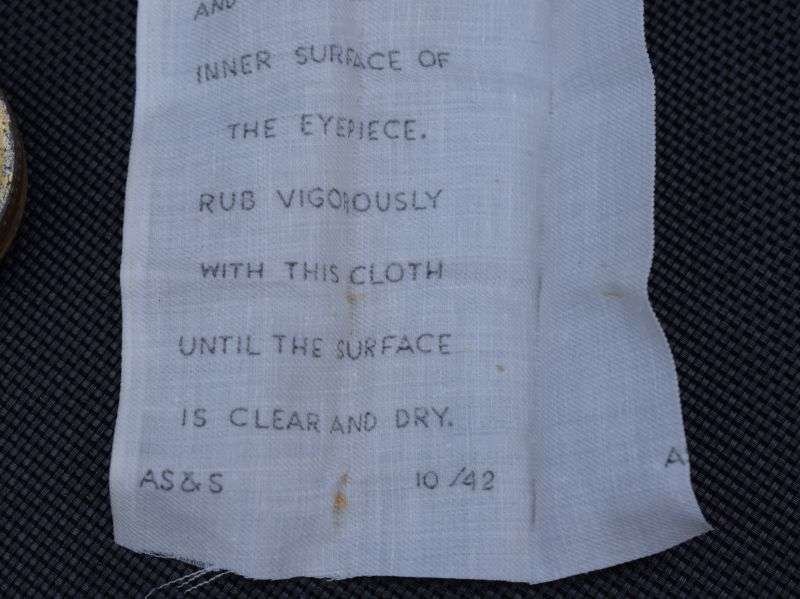 AND
INNER SURFACE OF
THE EYEPIECE.
RUB VIGOROUSLY
WITH THIS CLOTH
UNTIL THE SURFACE
IS CLEAR AND DRY.
AS&S 10/42